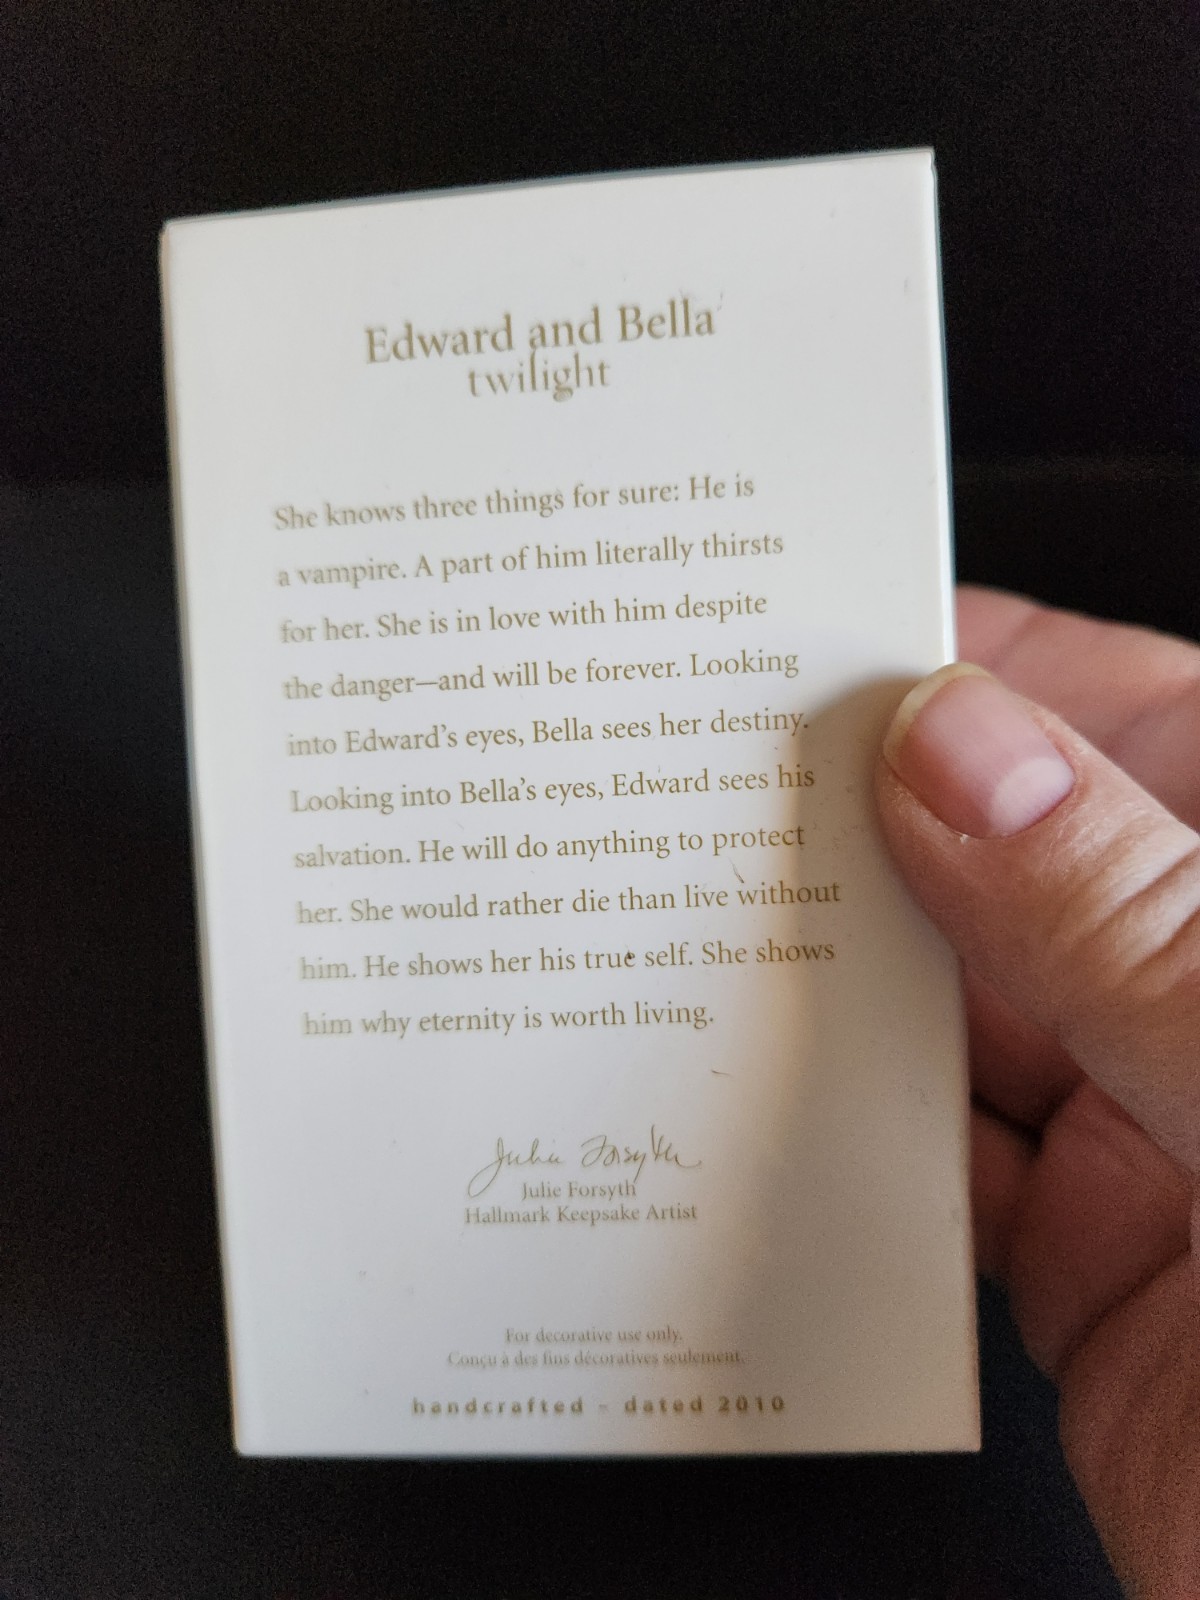 Edward and Bella
twilight
She knows three things for sure: He is
a vampire. A part of him literally thirsts
for her. She is in love with him despite
the danger—and will be forever. Looking
into Edward's eyes, Bella sees her destiny.
Looking into Bella's eyes, Edward sees his
salvation. He will do anything to protect
her. She would rather die than live without
him. He shows her his true self. She shows
him why eternity is worth living.
Julie Forsyth
Julie Forsyth
Hallmark Keepsake Artist
For decorative use only.
Conçu à des fins décoratives seulement.
handcrafted - dated 2010